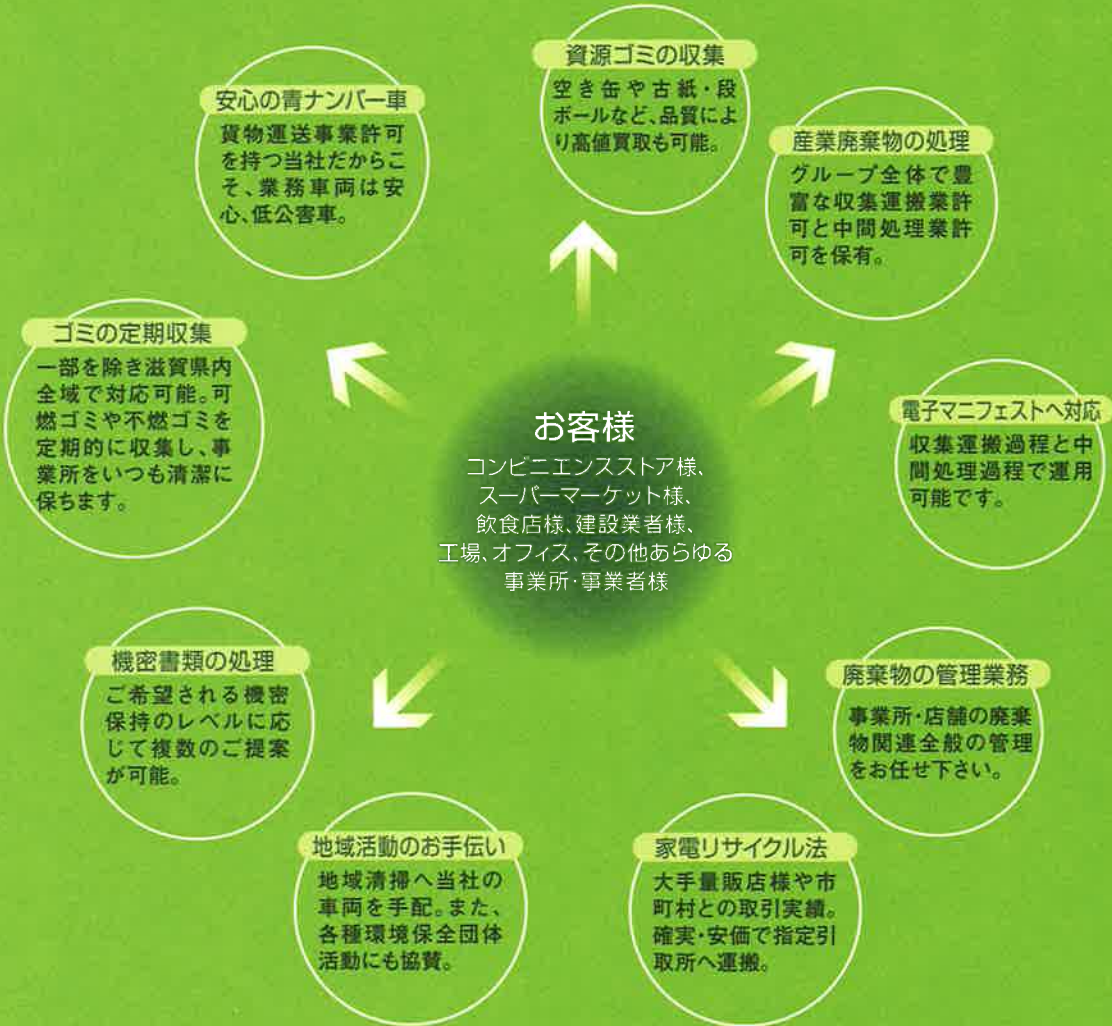 資源ゴミの収集
空き缶や古紙・段
ボールなど、品質によ
り高値買取も可能。
安心の青ナンバー車
貨物運送事業許可
を持つ当社だからこ
そ、業務車両は安
心、低公害車。
産業廃棄物の処理
グループ全体で豊
富な収集運搬業許
可と中間処理業許
可を保有。
ゴミの定期収集
一部を除き滋賀県内
全域で対応可能。可
燃ゴミや不燃ゴミを
定期的に収集し、事
業所をいつも清潔に
保ちます。
電子マニフェストへ対応
収集運搬過程と中
間処理過程で運用
可能です。
お客様
コンビニエンスストア様、
スーパーマーケット様、
飲食店様、建設業者様、
工場、オフィス、その他あらゆる
事業所・事業者様
機密書類の処理
ご希望される機密
保持のレベルに応
じて複数のご提案
が可能。
廃棄物の管理業務
事業所・店舗の廃棄
物関連全般の管理
をお任せ下さい。
地域活動のお手伝い
地域清掃へ当社の
車両を手配。また、
各種環境保全団体
活動にも協賛。
家電リサイクル法
大手量販店様や市
町村との取引実績。
確実・安価で指定引
取所へ運搬。